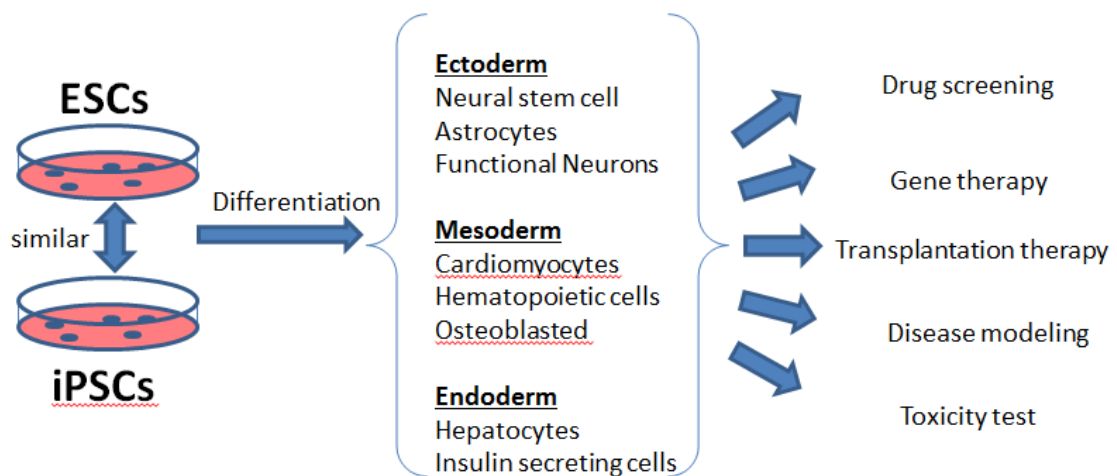 ESCs
similar
iPSCs
Differentiation
Ectoderm
Neural stem cell
Astrocytes
Functional Neurons
Mesoderm
Cardiomyocytes
Hematopoietic cells
Osteoblasted
Endoderm
Hepatocytes
Insulin secreting cells
Drug screening
Gene therapy
Transplantation therapy
Disease modeling
Toxicity test